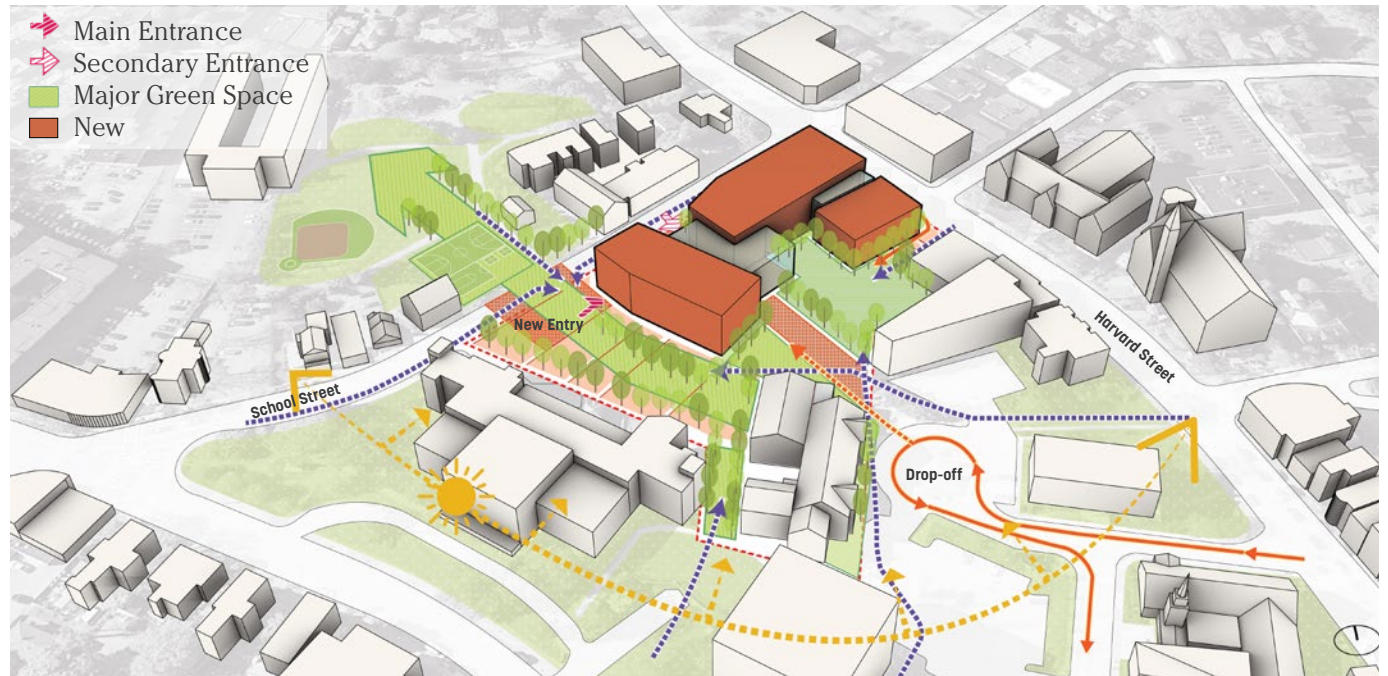 Main Entrance
Secondary Entrance
Major Green Space
New
New Entry
School Street
Harvard Street
Drop-off